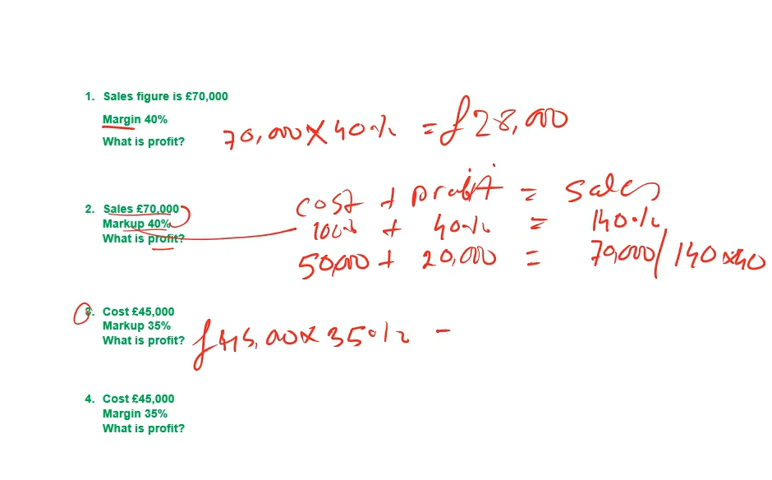 1. Sales figure is £70,000
Margin 40%
What is profit?
70,000 X 40% = £28,000
2. Sales £70,000
Markup 40%
What is profit?
cost + profit = sales
100% + 40% = 140%
50,000 + 20,000 = 70,000/140x40
3. Cost £45,000
Markup 35%
What is profit?
£45,000 x 35% =
4. Cost £45,000
Margin 35%
What is profit?